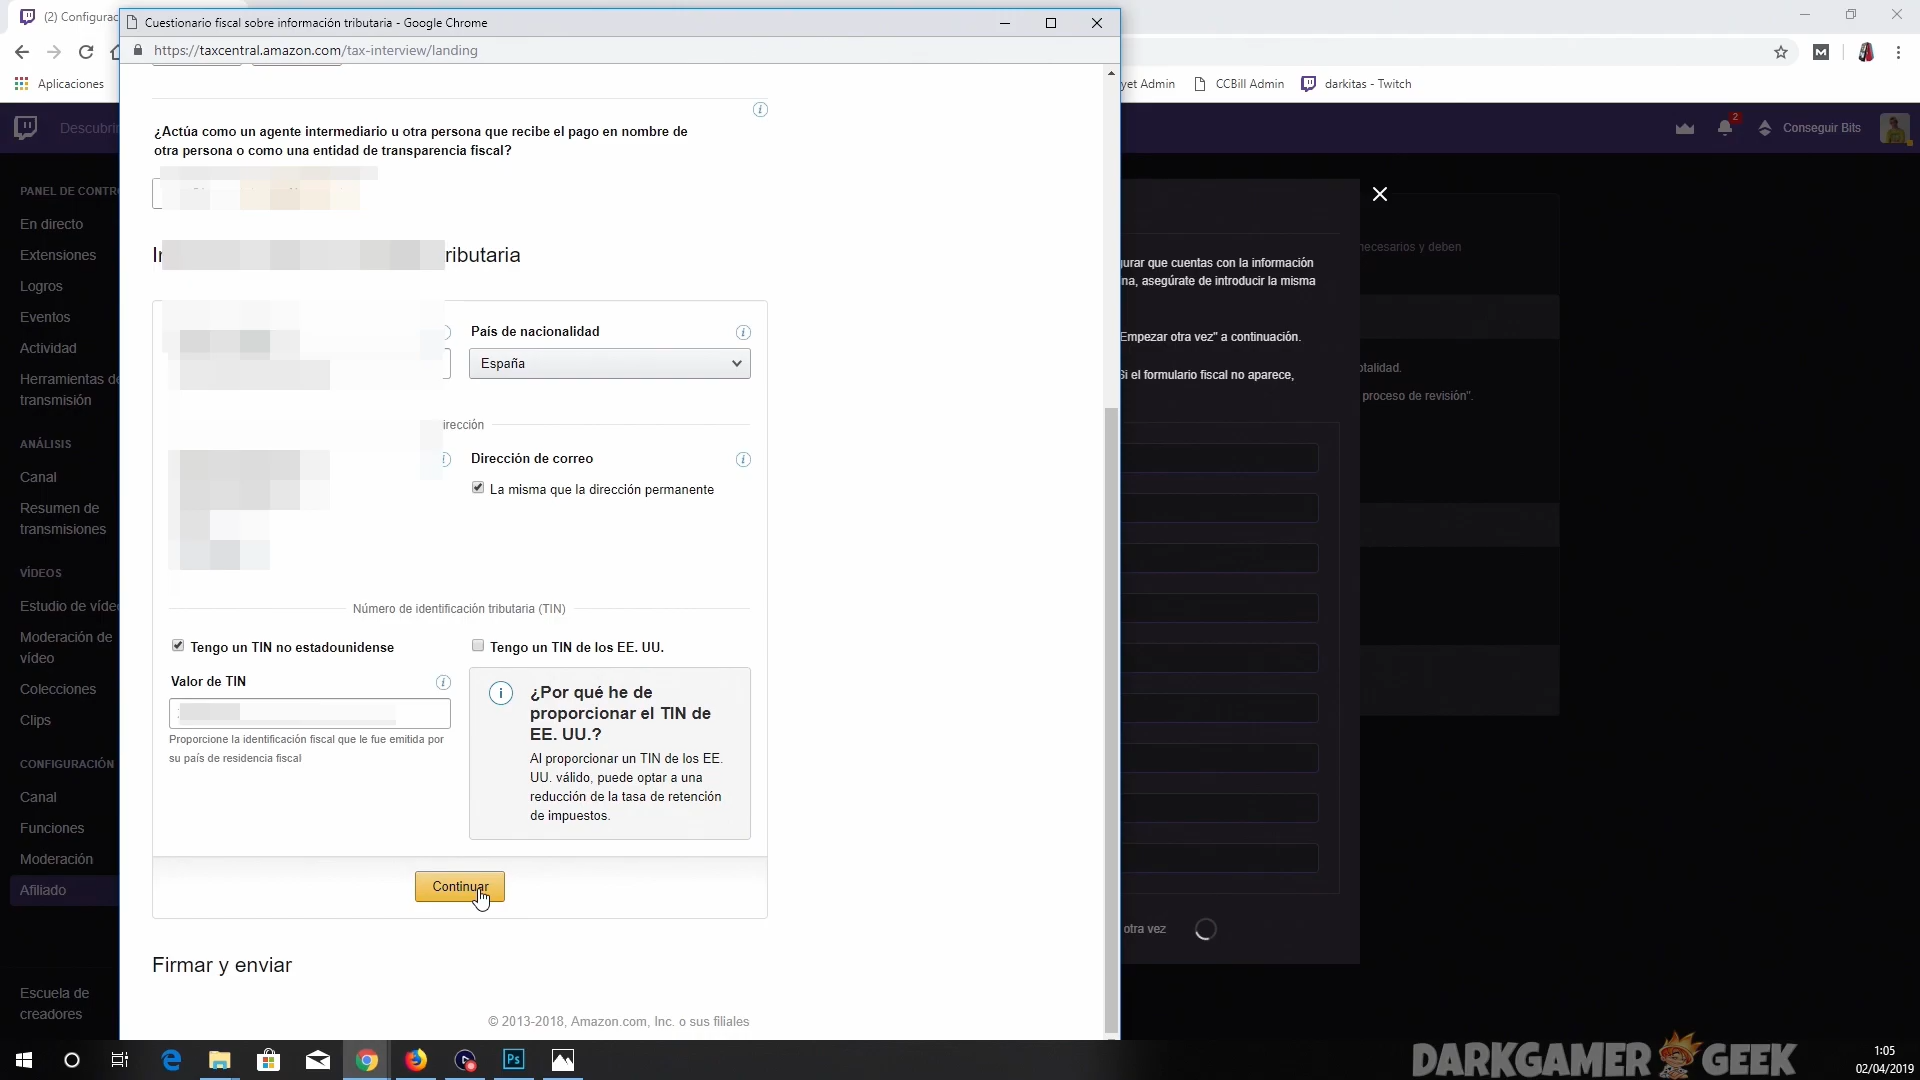 (2) Configurac
Cuestionario fiscal sobre información tributaria - Google Chrome
https://taxcentral.amazon.com/tax-interview/landing
Aplicaciones
yet Admin
CCBill Admin
darkitas - Twitch
Descubrir
2
Conseguir Bits
PANEL DE CONTRO
En directo
Extensiones
Logros
Eventos
Actividad
Herramientas de
transmisión
ANÁLISIS
Canal
Resumen de
transmisiones
VÍDEOS
Estudio de víde
Moderación de
vídeo
Colecciones
Clips
CONFIGURACIÓN
Canal
Funciones
Moderación
Afiliado
Escuela de
creadores
¿Actúa como un agente intermediario u otra persona que recibe el pago en nombre de
otra persona o como una entidad de transparencia fiscal?
ributaria
País de nacionalidad
España
irección
Dirección de correo
La misma que la dirección permanente
Número de identificación tributaria (TIN)
Tengo un TIN no estadounidense
Tengo un TIN de los EE. UU.
Valor de TIN
Proporcione la identificación fiscal que le fue emitida por
su país de residencia fiscal
¿Por qué he de
proporcionar el TIN de
EE. UU.?
Al proporcionar un TIN de los EE.
UU. válido, puede optar a una
reducción de la tasa de retención
de impuestos.
Continuar
Firmar y enviar
© 2013-2018, Amazon.com, Inc. o sus filiales
necesarios y deben
urar que cuentas con la información
na, asegúrate de introducir la misma
Empezar otra vez" a continuación.
Si el formulario fiscal no aparece,
otalidad.
proceso de revisión".
otra vez
DARKGAMER GEEK
Ps
1:05
02/04/2019